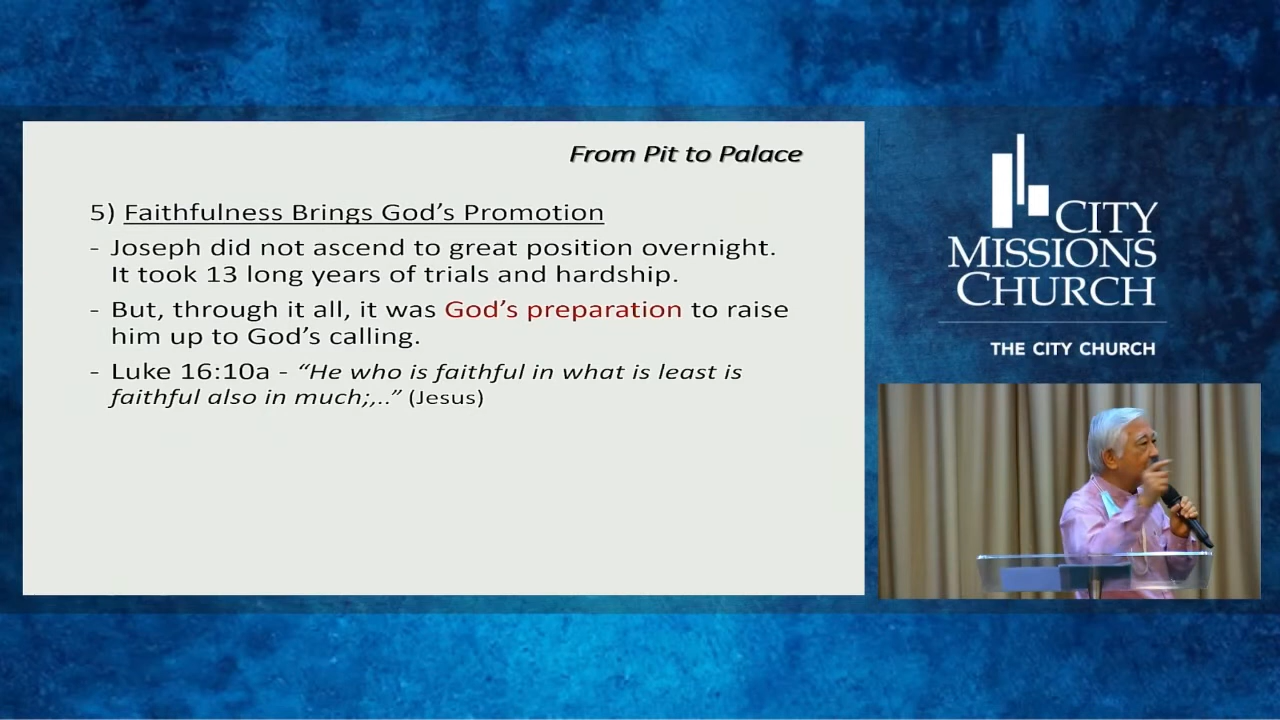 From Pit to Palace
5) Faithfulness Brings God’s Promotion
- Joseph did not ascend to great position overnight.
It took 13 long years of trials and hardship.
- But, through it all, it was God’s preparation to raise
him up to God’s calling.
- Luke 16:10a - “He who is faithful in what is least is
faithful also in much;,..” (Jesus)
CITY
MISSIONS
CHURCH
THE CITY CHURCH